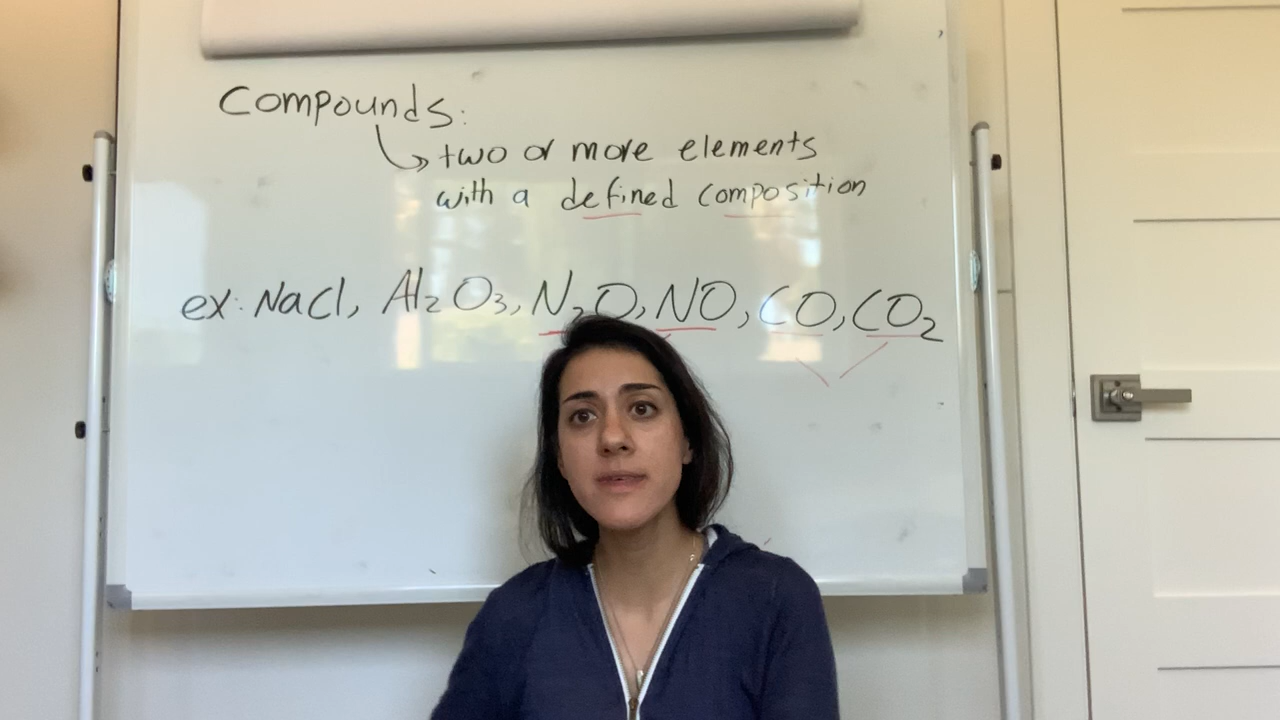 Compounds:
two or more elements
with a defined composition
ex: NaCl, Al₂O₃, N₂O, NO, CO, CO₂